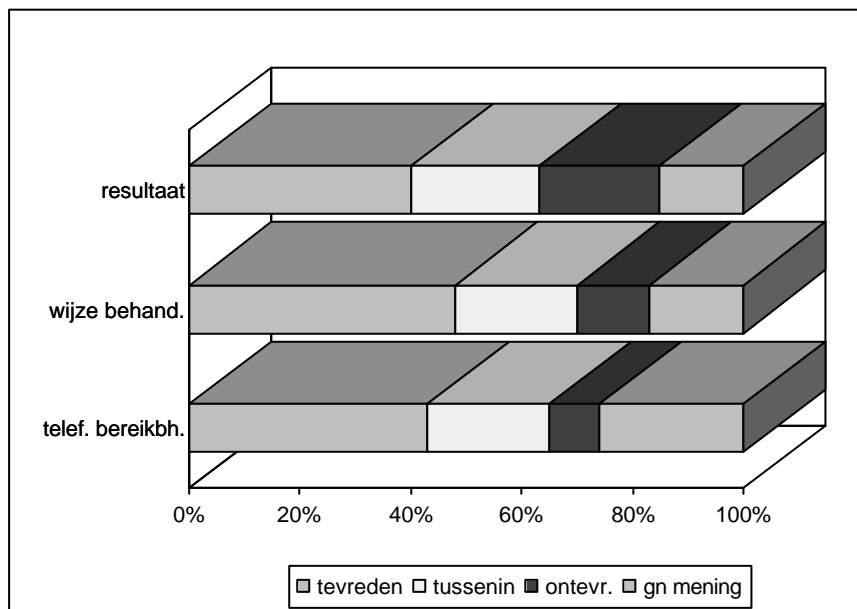 resultaat
wijze behand.
telef. bereikbh.
0% 20% 40% 60% 80% 100%
tevreden tussenin ontevr. gn mening